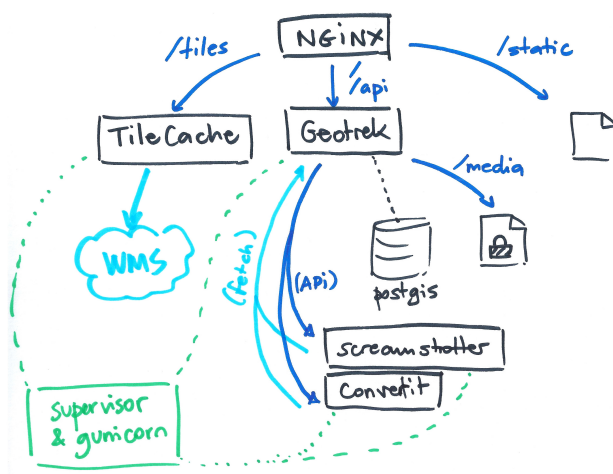 NGiNX
/tiles
/static
/
/api
TileCache
Geotrek
/media
WMS
(fetch)
(API)
postgis
screamshotter
convertit
supervisor
& gunicorn